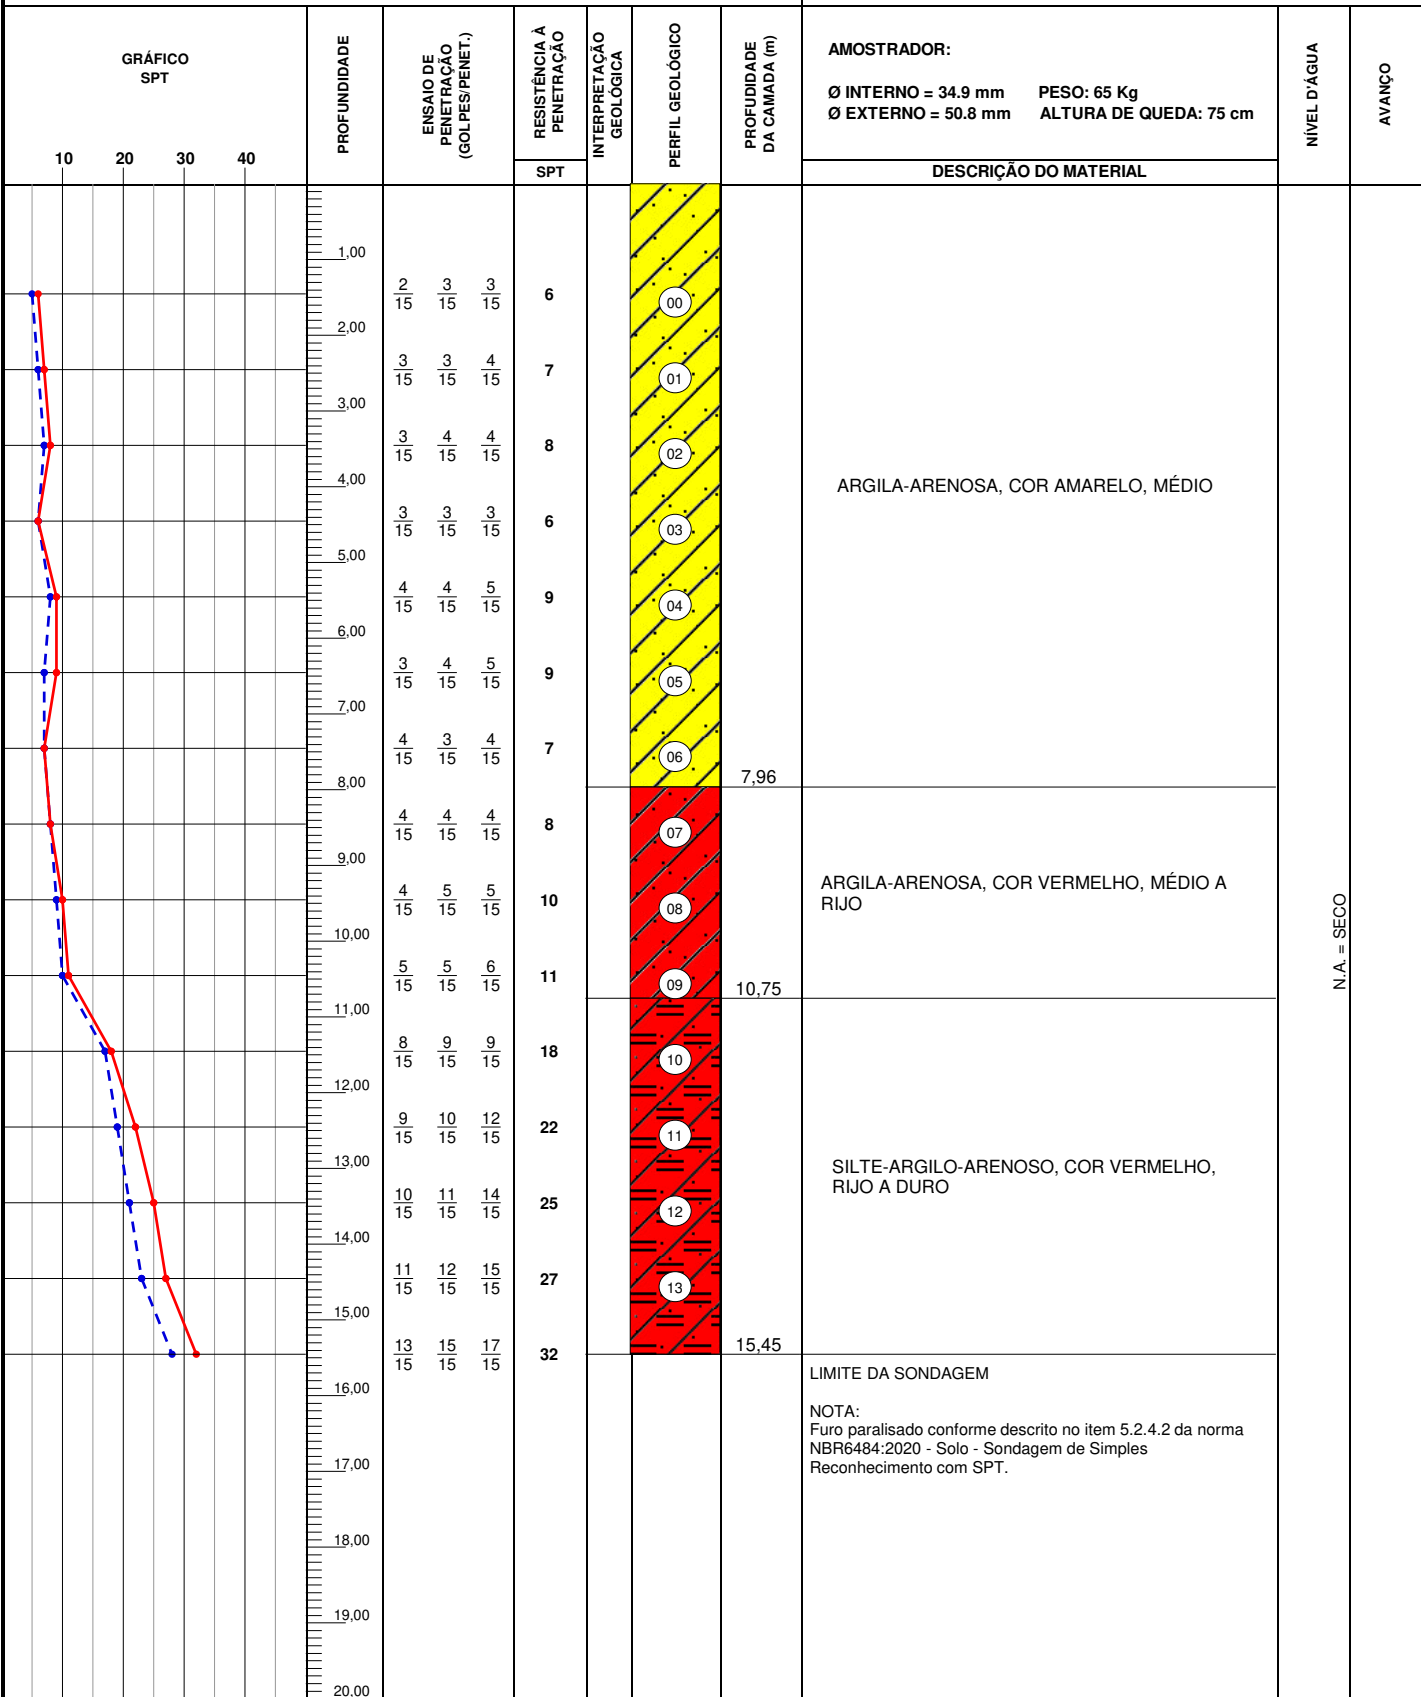 GRÁFICO
SPT
10 20 30 40
PROFUNDIDADE
ENSAIO DE
PENETRAÇÃO
(GOLPES/PENET.)
RESISTÊNCIA À
PENETRAÇÃO
SPT
INTERPRETAÇÃO
GEOLÓGICA
PERFIL GEOLÓGICO
PROFUDIDADE
DA CAMADA (m)
AMOSTRADOR:
Ø INTERNO = 34.9 mm PESO: 65 Kg
Ø EXTERNO = 50.8 mm ALTURA DE QUEDA: 75 cm
DESCRIÇÃO DO MATERIAL
NÍVEL D'ÁGUA
AVANÇO
1,00
2/15 3/15 3/15 6 00
2,00
3/15 3/15 4/15 7 01
3,00
3/15 4/15 4/15 8 02
4,00
ARGILA-ARENOSA, COR AMARELO, MÉDIO
3/15 3/15 3/15 6 03
5,00
4/15 4/15 5/15 9 04
6,00
3/15 4/15 5/15 9 05
7,00
4/15 3/15 4/15 7 06
8,00 7,96
4/15 4/15 4/15 8 07
9,00
ARGILA-ARENOSA, COR VERMELHO, MÉDIO A
RIJO
4/15 5/15 5/15 10 08
10,00
N.A. = SECO
5/15 5/15 6/15 11 09
10,75
11,00
8/15 9/15 9/15 18 10
12,00
9/15 10/15 12/15 22 11
13,00
SILTE-ARGILO-ARENOSO, COR VERMELHO,
RIJO A DURO
10/15 11/15 14/15 25 12
14,00
11/15 12/15 15/15 27 13
15,00
15,45
13/15 15/15 17/15 32
LIMITE DA SONDAGEM
16,00
NOTA:
Furo paralisado conforme descrito no item 5.2.4.2 da norma
NBR6484:2020 - Solo - Sondagem de Simples
Reconhecimento com SPT.
17,00
18,00
19,00
20,00